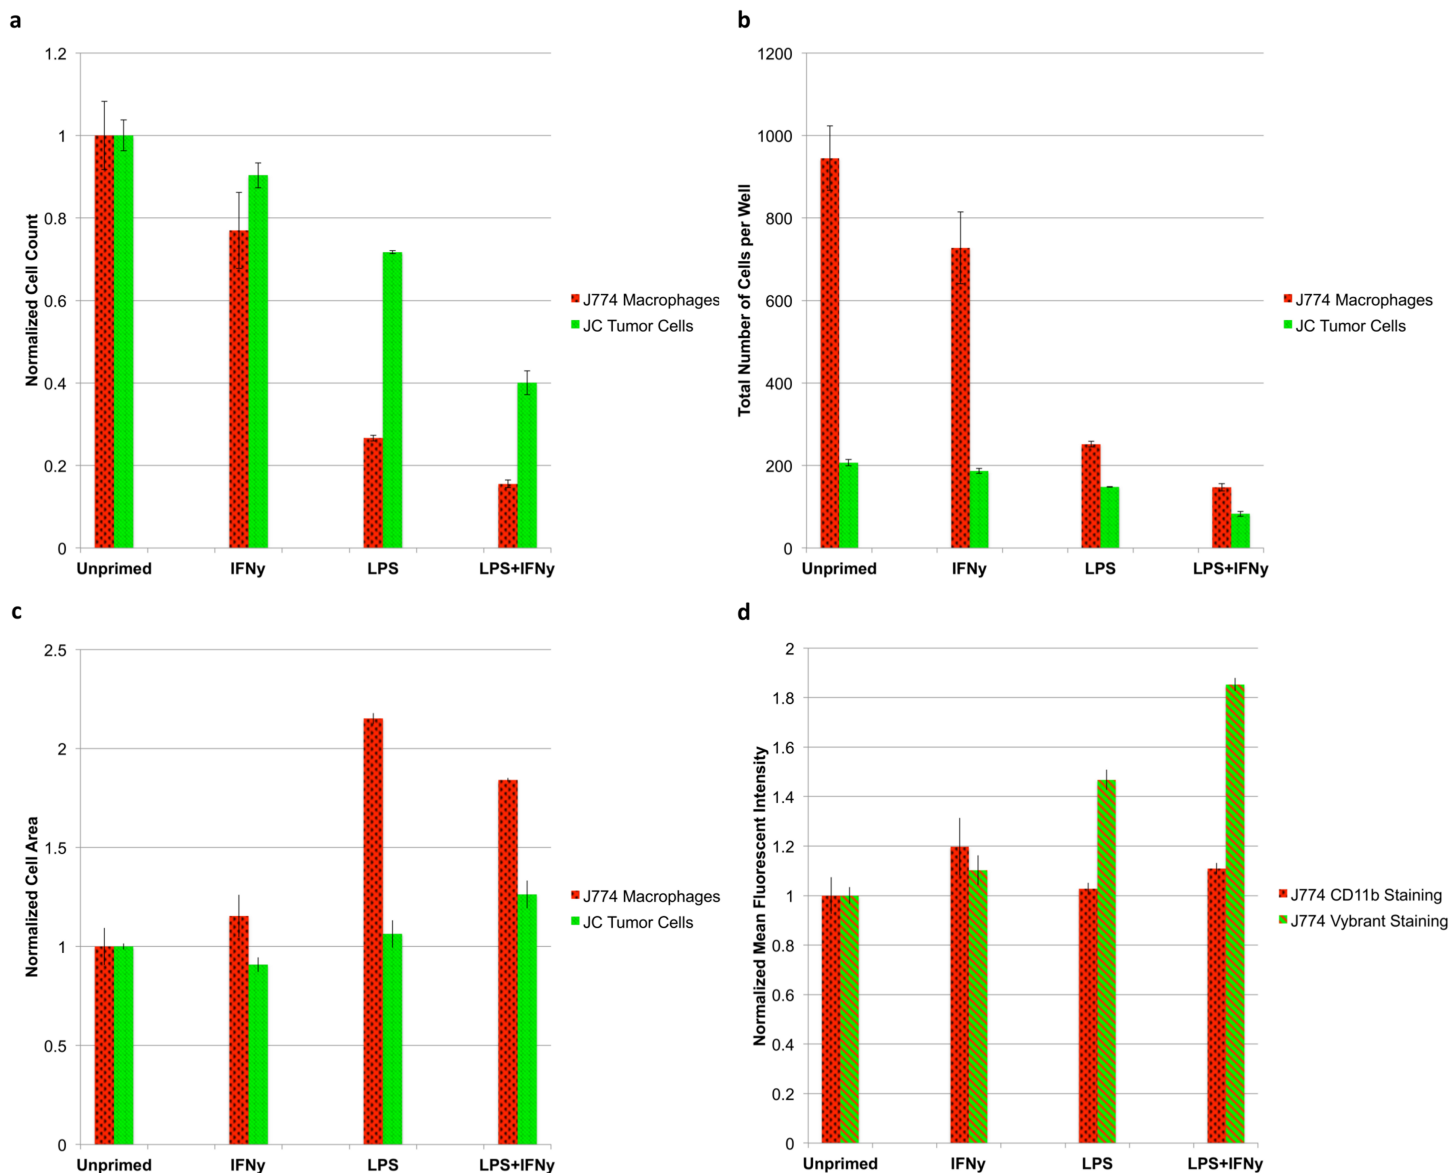 a
Normalized Cell Count
1.2
1
0.8
0.6
0.4
0.2
0
Unprimed IFNy LPS LPS+IFNy
J774 Macrophages
JC Tumor Cells
b
Total Number of Cells per Well
1200
1000
800
600
400
200
0
Unprimed IFNy LPS LPS+IFNy
J774 Macrophages
JC Tumor Cells
c
Normalized Cell Area
2.5
2
1.5
1
0.5
0
Unprimed IFNy LPS LPS+IFNy
J774 Macrophages
JC Tumor Cells
d
Normalized Mean Fluorescent Intensity
2
1.8
1.6
1.4
1.2
1
0.8
0.6
0.4
0.2
0
Unprimed IFNy LPS LPS+IFNy
J774 CD11b Staining
J774 Vybrant Staining